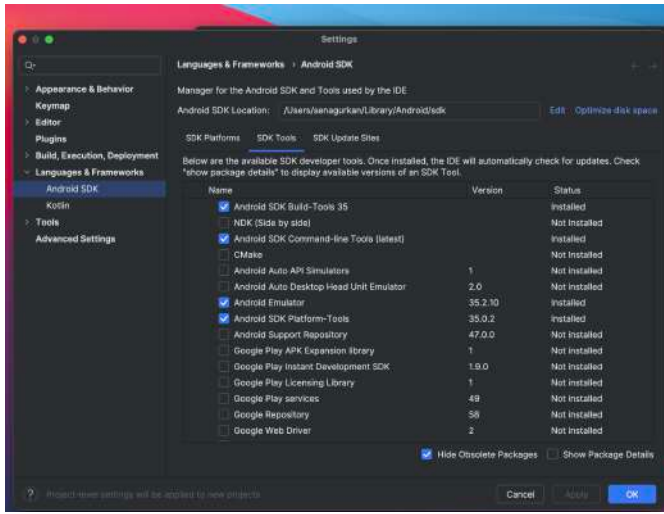 Settings
Languages & Frameworks › Android SDK
Appearance & Behavior
Keymap
Editor
Plugins
Build, Execution, Deployment
Languages & Frameworks
Android SDK
Kotlin
Tools
Advanced Settings
Manager for the Android SDK and Tools used by the IDE
Android SDK Location: /Users/senagurkan/Library/Android/sdk Edit Optimize disk space
SDK Platforms SDK Tools SDK Update Sites
Below are the available SDK developer tools. Once installed, the IDE will automatically check for updates. Check
"show package details" to display available versions of an SDK Tool.
Name Version Status
Android SDK Build-Tools 35 Installed
NDK (Side by side) Not Installed
Android SDK Command-line Tools (latest) Installed
CMake Not Installed
Android Auto API Simulators 1 Not Installed
Android Auto Desktop Head Unit Emulator 2.0 Not Installed
Android Emulator 35.2.10 Installed
Android SDK Platform-Tools 35.0.2 Installed
Android Support Repository 47.0.0 Not Installed
Google Play APK Expansion library 1 Not Installed
Google Play Instant Development SDK 1.9.0 Not Installed
Google Play Licensing Library 1 Not Installed
Google Play services 49 Not Installed
Google Repository 58 Not Installed
Google Web Driver 2 Not Installed
Hide Obsolete Packages Show Package Details
? Project-level settings will be applied to new projects Cancel Apply OK